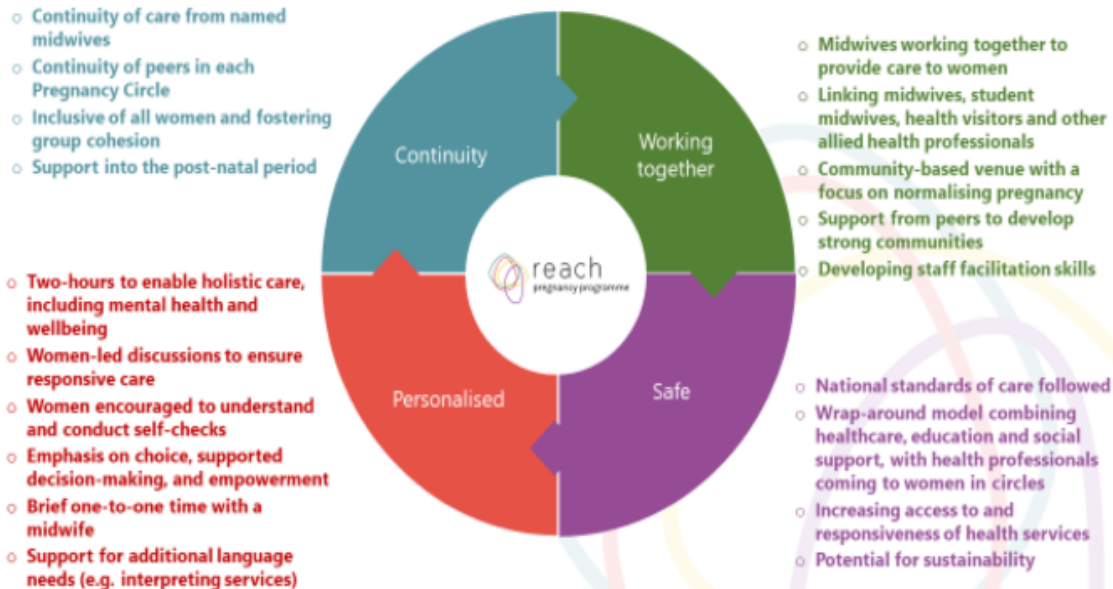 ○ Continuity of care from named
midwives
○ Continuity of peers in each
Pregnancy Circle
○ Inclusive of all women and fostering
group cohesion
○ Support into the post-natal period
Continuity
Working
together
○ Midwives working together to
provide care to women
○ Linking midwives, student
midwives, health visitors and other
allied health professionals
○ Community-based venue with a
focus on normalising pregnancy
○ Support from peers to develop
strong communities
○ Developing staff facilitation skills
reach
pregnancy programme
○ Two-hours to enable holistic care,
including mental health and
wellbeing
○ Women-led discussions to ensure
responsive care
○ Women encouraged to understand
and conduct self-checks
○ Emphasis on choice, supported
decision-making, and empowerment
○ Brief one-to-one time with a
midwife
○ Support for additional language
needs (e.g. interpreting services)
Personalised
Safe
○ National standards of care followed
○ Wrap-around model combining
healthcare, education and social
support, with health professionals
coming to women in circles
○ Increasing access to and
responsiveness of health services
○ Potential for sustainability